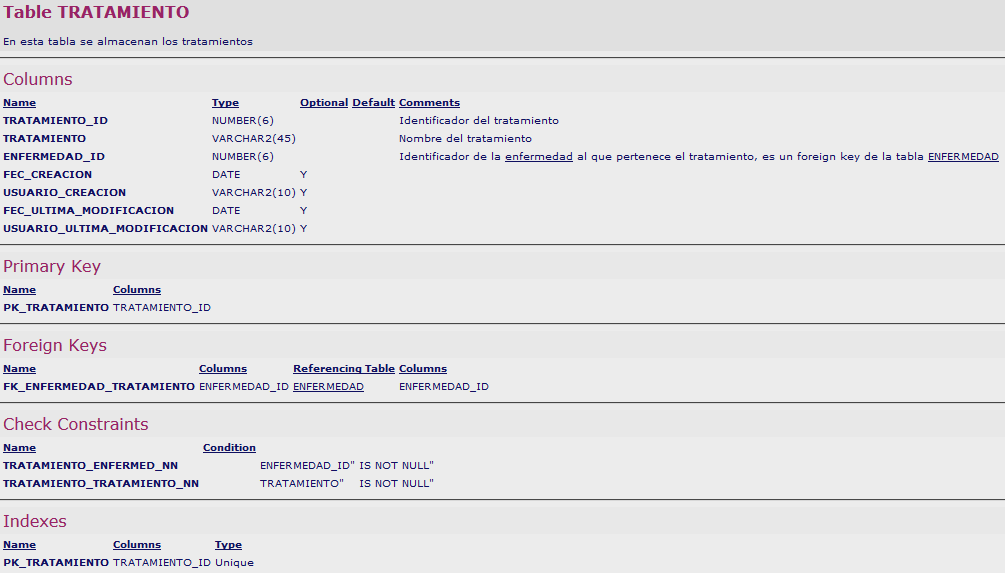 Table TRATAMIENTO
En esta tabla se almacenan los tratamientos
Columns
Name Type Optional Default Comments
TRATAMIENTO_ID NUMBER(6) Identificador del tratamiento
TRATAMIENTO VARCHAR2(45) Nombre del tratamiento
ENFERMEDAD_ID NUMBER(6) Identificador de la enfermedad al que pertenece el tratamiento, es un foreign key de la tabla ENFERMEDAD
FEC_CREACION DATE Y
USUARIO_CREACION VARCHAR2(10) Y
FEC_ULTIMA_MODIFICACION DATE Y
USUARIO_ULTIMA_MODIFICACION VARCHAR2(10) Y
Primary Key
Name Columns
PK_TRATAMIENTO TRATAMIENTO_ID
Foreign Keys
Name Columns Referencing Table Columns
FK_ENFERMEDAD_TRATAMIENTO ENFERMEDAD_ID ENFERMEDAD ENFERMEDAD_ID
Check Constraints
Name Condition
TRATAMIENTO_ENFERMED_NN ENFERMEDAD_ID" IS NOT NULL"
TRATAMIENTO_TRATAMIENTO_NN TRATAMIENTO" IS NOT NULL"
Indexes
Name Columns Type
PK_TRATAMIENTO TRATAMIENTO_ID Unique